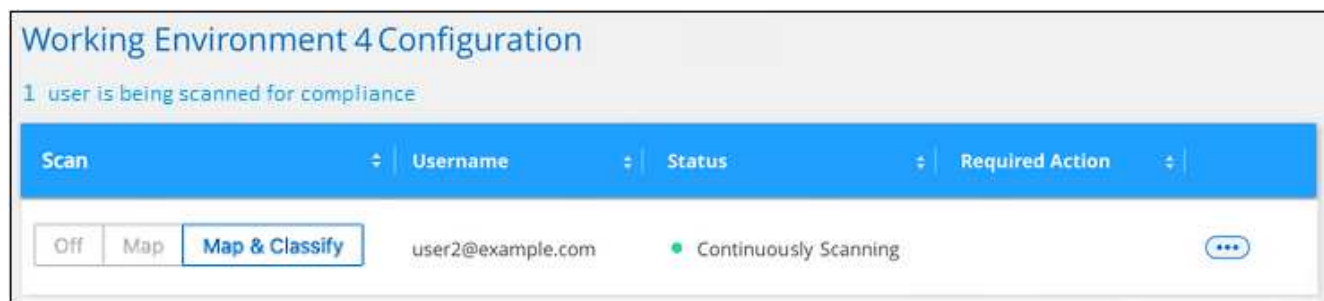 Working Environment 4 Configuration
1 user is being scanned for compliance
Scan Username Status Required Action
Off Map Map & Classify user2@example.com Continuously Scanning